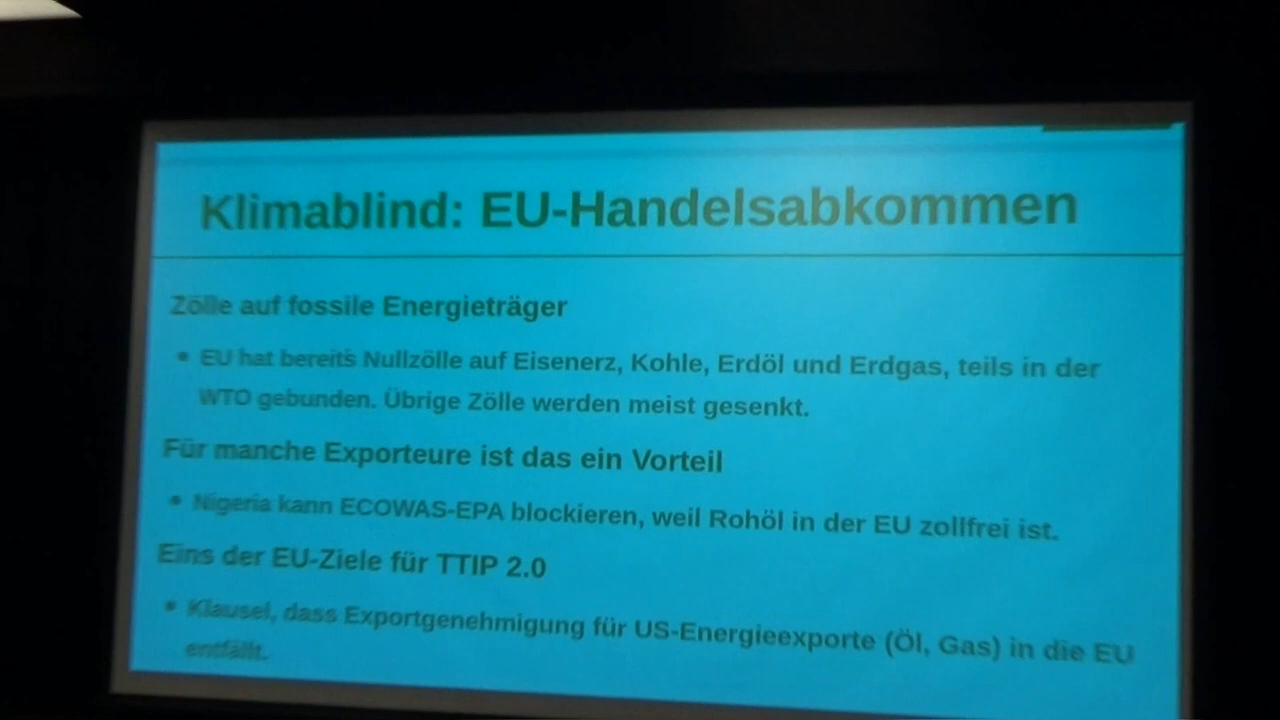 Klimablind: EU-Handelsabkommen
Zölle auf fossile Energieträger
• EU hat bereits Nullzölle auf Eisenerz, Kohle, Erdöl und Erdgas, teils in der
WTO gebunden. Übrige Zölle werden meist gesenkt.
Für manche Exporteure ist das ein Vorteil
• Nigeria kann ECOWAS-EPA blockieren, weil Rohöl in der EU zollfrei ist.
Eins der EU-Ziele für TTIP 2.0
• Klausel, dass Exportgenehmigung für US-Energieexporte (Öl, Gas) in die EU
entfällt.